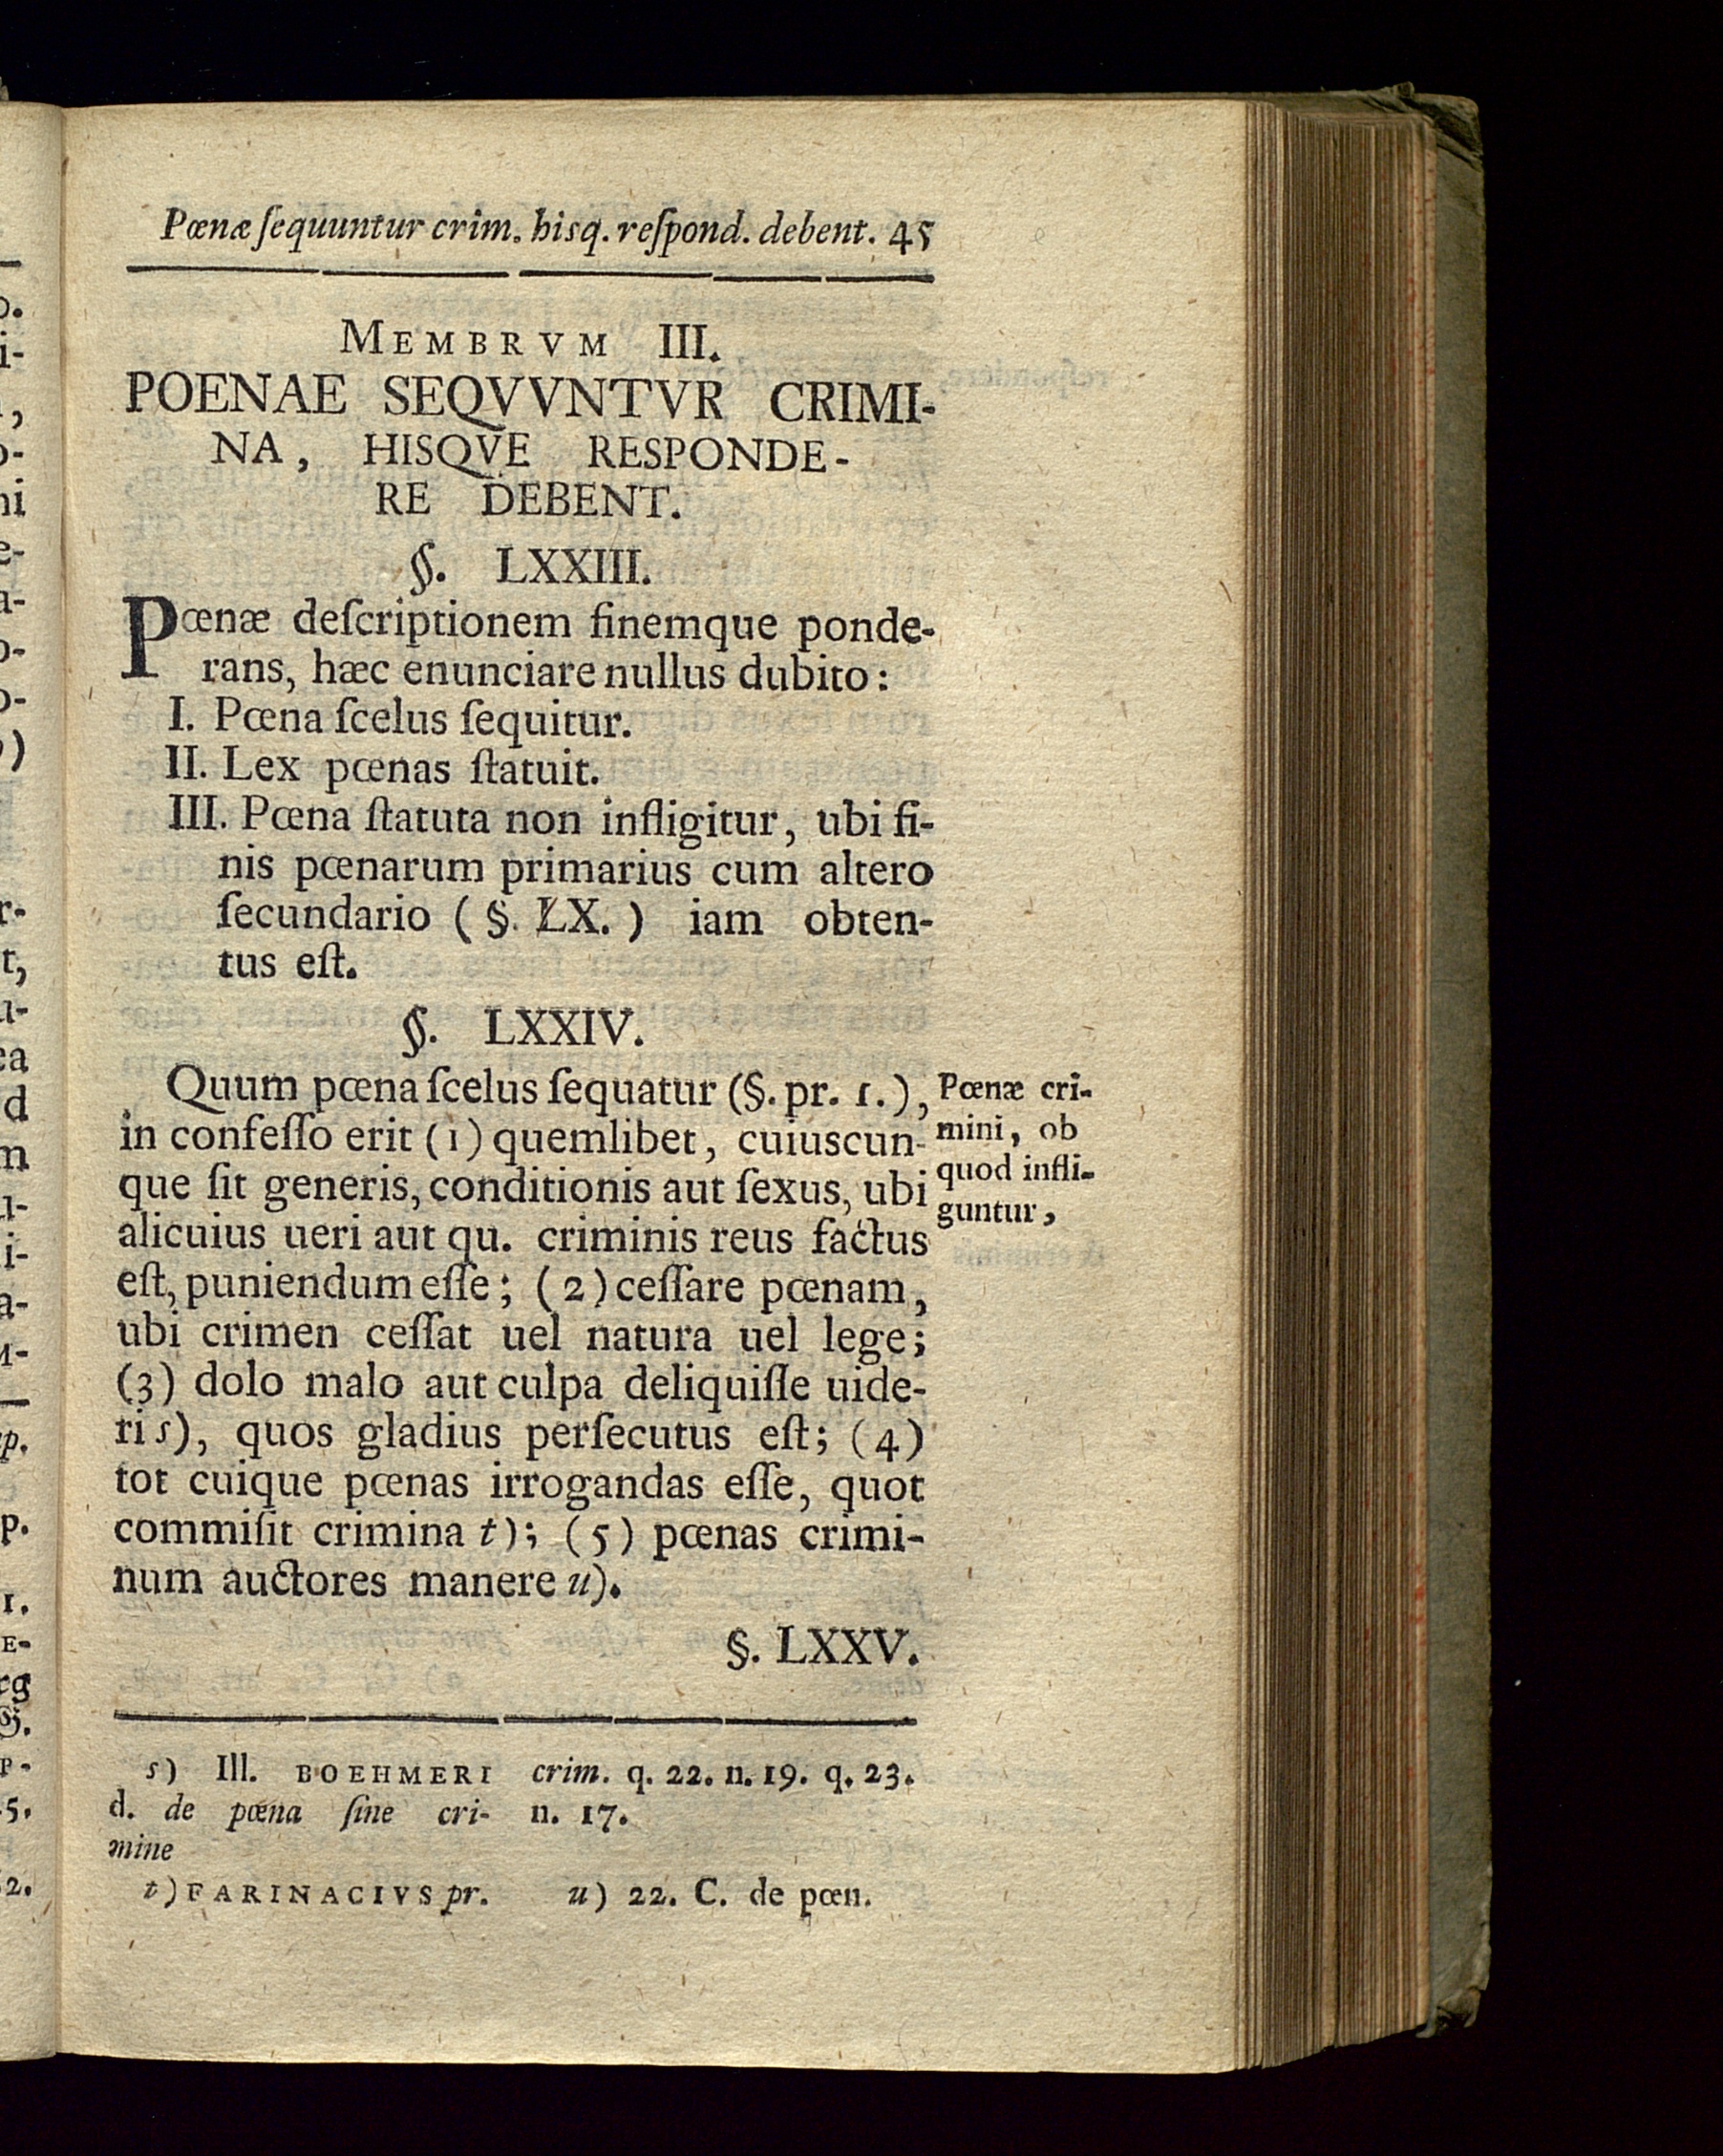 Pœnæ ſequuntur crim. hisq. reſpond. debent. 45
MEMBRVM III.
POENAE SEQVVNTVR CRIMI-
NA, HISQVE RESPONDE-
RE DEBENT.
§. LXXIII.
Pœnæ deſcriptionem finemque ponde-
rans, hæc enunciare nullus dubito:
I. Pœna ſcelus ſequitur.
II. Lex pœnas ſtatuit.
III. Pœna ſtatuta non infligitur, ubi fi-
nis pœnarum primarius cum altero
ſecundario (§. LX.) iam obten-
tus eſt.
§. LXXIV.
Quum pœna ſcelus ſequatur (§. pr. 1.),
in confeſſo erit (1) quemlibet, cuiuscun-
que ſit generis, conditionis aut ſexus, ubi
alicuius ueri aut qu. criminis reus factus
eſt, puniendum eſſe; (2) ceſſare pœnam,
ubi crimen ceſſat uel natura uel lege;
(3) dolo malo aut culpa deliquiſſe uide-
ri s), quos gladius perſecutus eſt; (4)
tot cuique pœnas irrogandas eſſe, quot
commiſit crimina t); (5) pœnas crimi-
num auctores manere u).
Pœnæ cri-
mini, ob
quod infli-
guntur,
§. LXXV.
s) Ill. BOEHMERI
d. de pœna ſine cri-
mine
t) FARINACIVS pr.
crim. q. 22. n. 19. q. 23.
n. 17.
u) 22. C. de pœn.